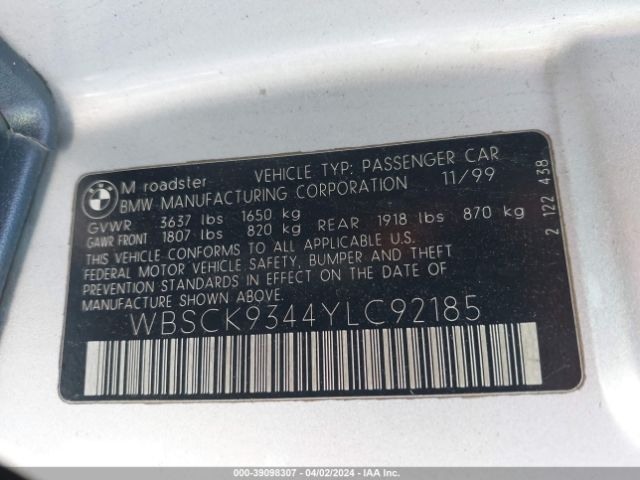 BMW
M roadster VEHICLE TYP: PASSENGER CAR
BMW MANUFACTURING CORPORATION 11/99
GVWR 3637 lbs 1650 kg
GAWR FRONT 1807 lbs 820 kg REAR 1918 lbs 870 kg
THIS VEHICLE CONFORMS TO ALL APPLICABLE U.S.
FEDERAL MOTOR VEHICLE SAFETY, BUMPER AND THEFT
PREVENTION STANDARDS IN EFFECT ON THE DATE OF
MANUFACTURE SHOWN ABOVE.
WBSCK9344YLC92185
2 122 438
000-39098307 - 04/02/2024 - IAA Inc.